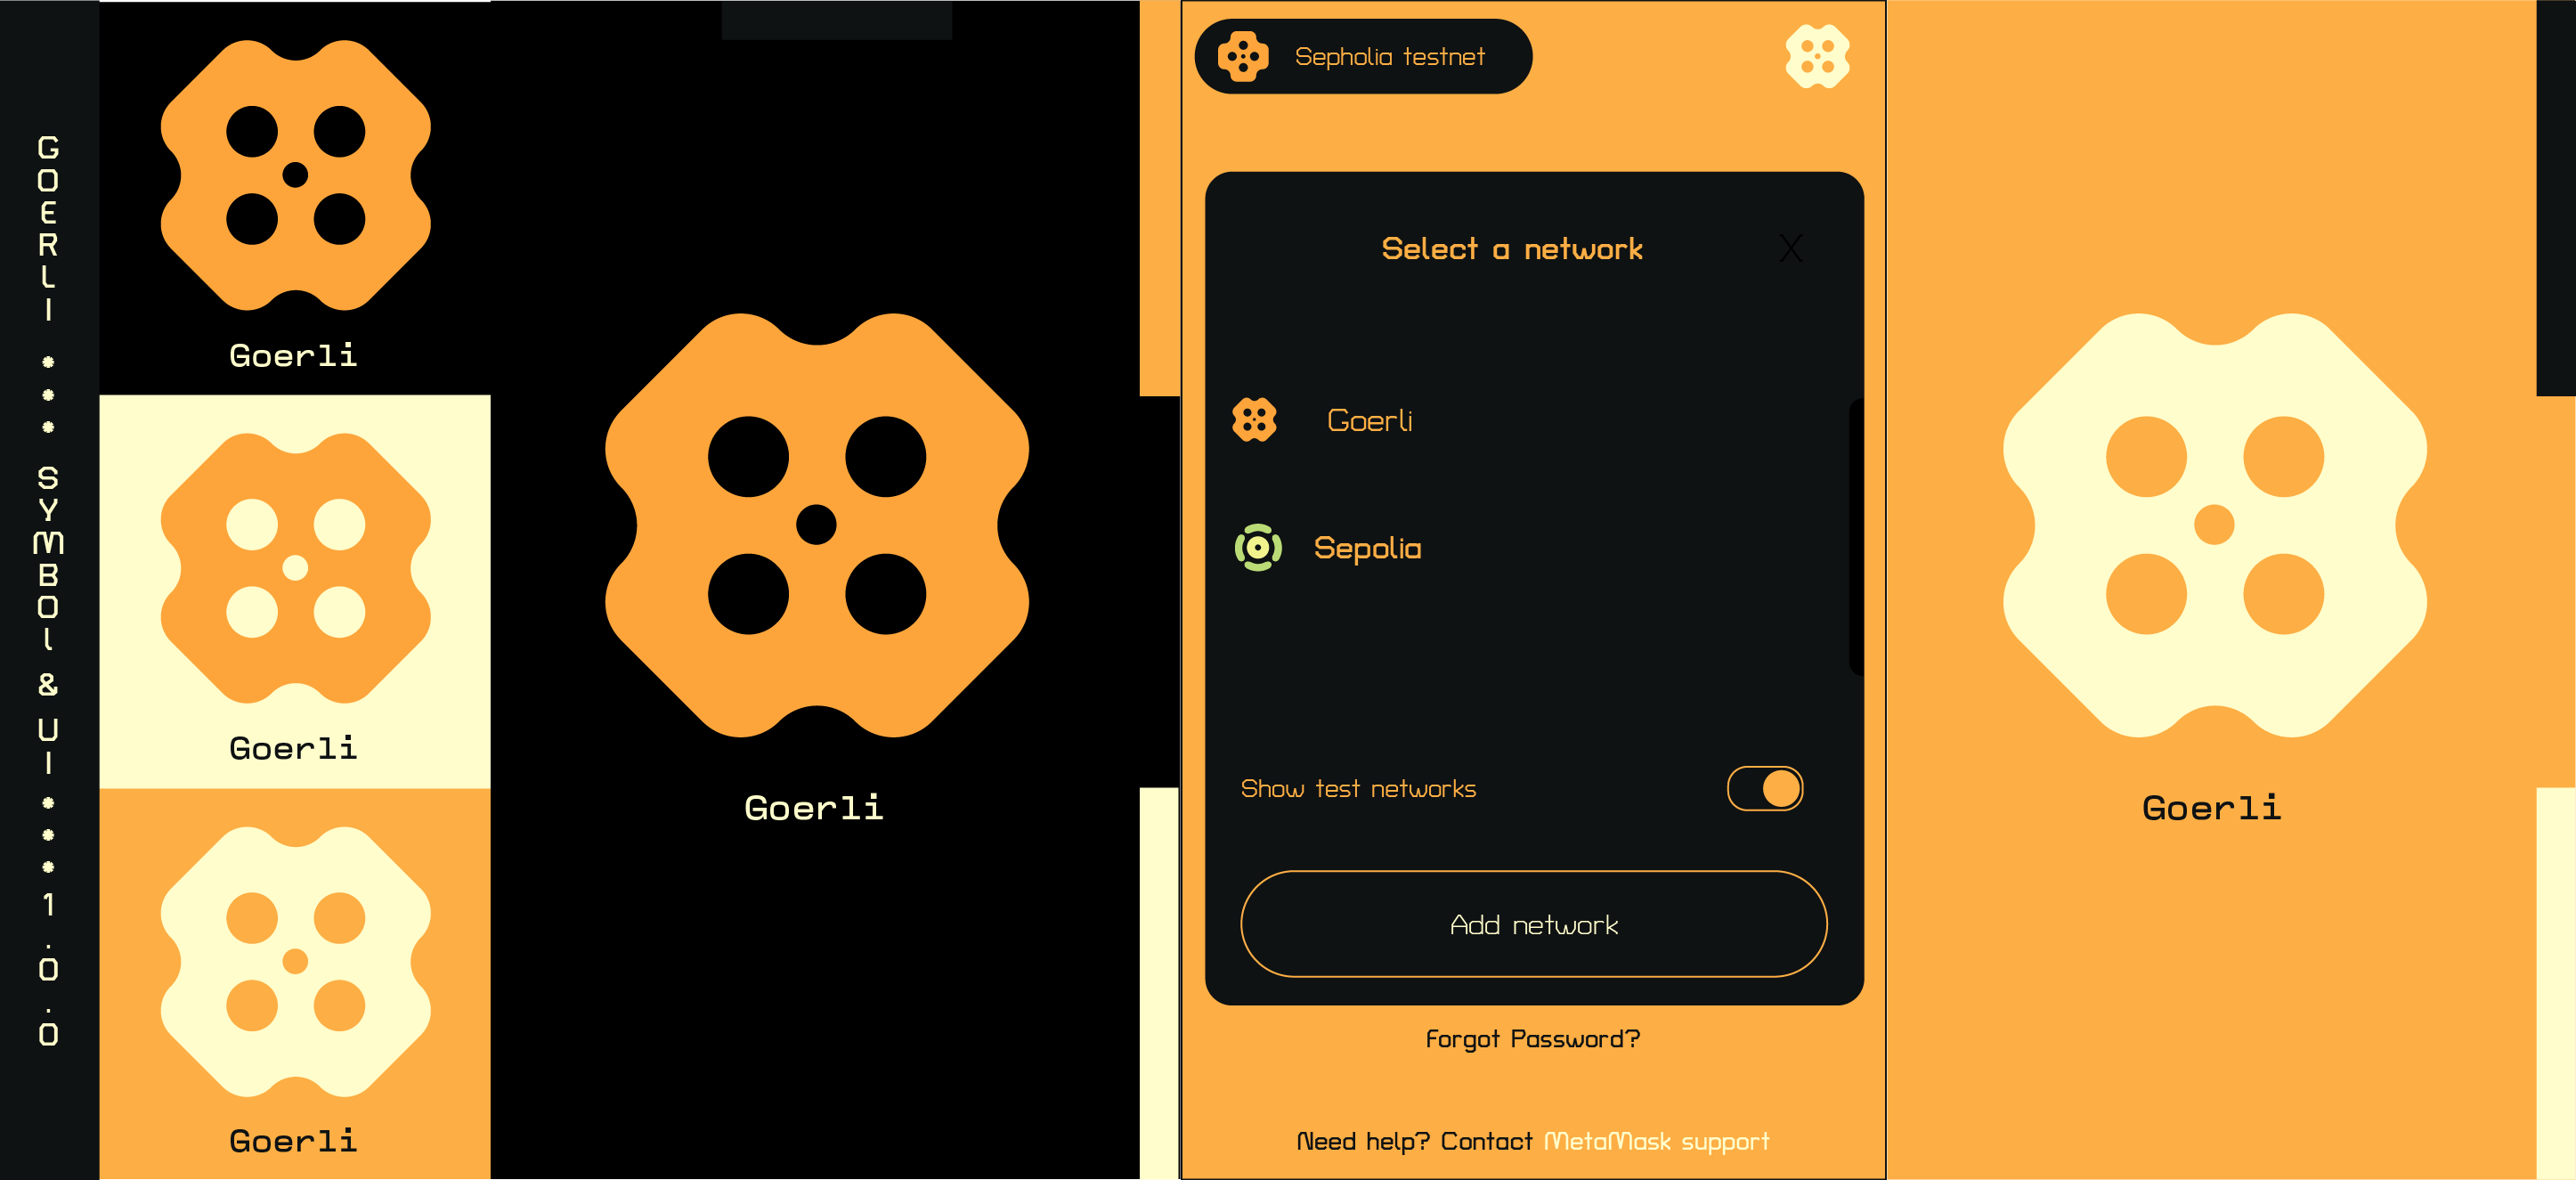 GOERLI *** SYMBOl & UI *** 1.0.0
Goerli
Goerli
Goerli
Goerli
Sepholia testnet
Select a network X
Goerli
Sepolia
Show test networks
Add network
Forgot Password?
Need help? Contact MetaMask support
Goerli